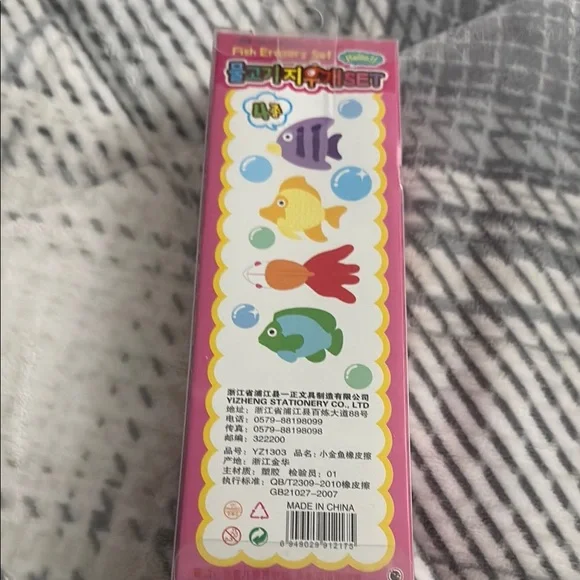 Fish Erasers Set
Hello!!
물고기지우개SET
4종
浙江省浦江县一正文具制造有限公司
YIZHENG STATIONERY CO., LTD
地址：浙江省浦江县百炼大道88号
电话：0579-88198099
传真：0579-88198098
邮编：322200
品号：YZ1303 品名：小金鱼橡皮擦
产地：浙江金华
主材质：塑胶 检验员：01
执行标准：QB/T2309-2010橡皮擦
GB21027-2007
MADE IN CHINA
0 949029 912175